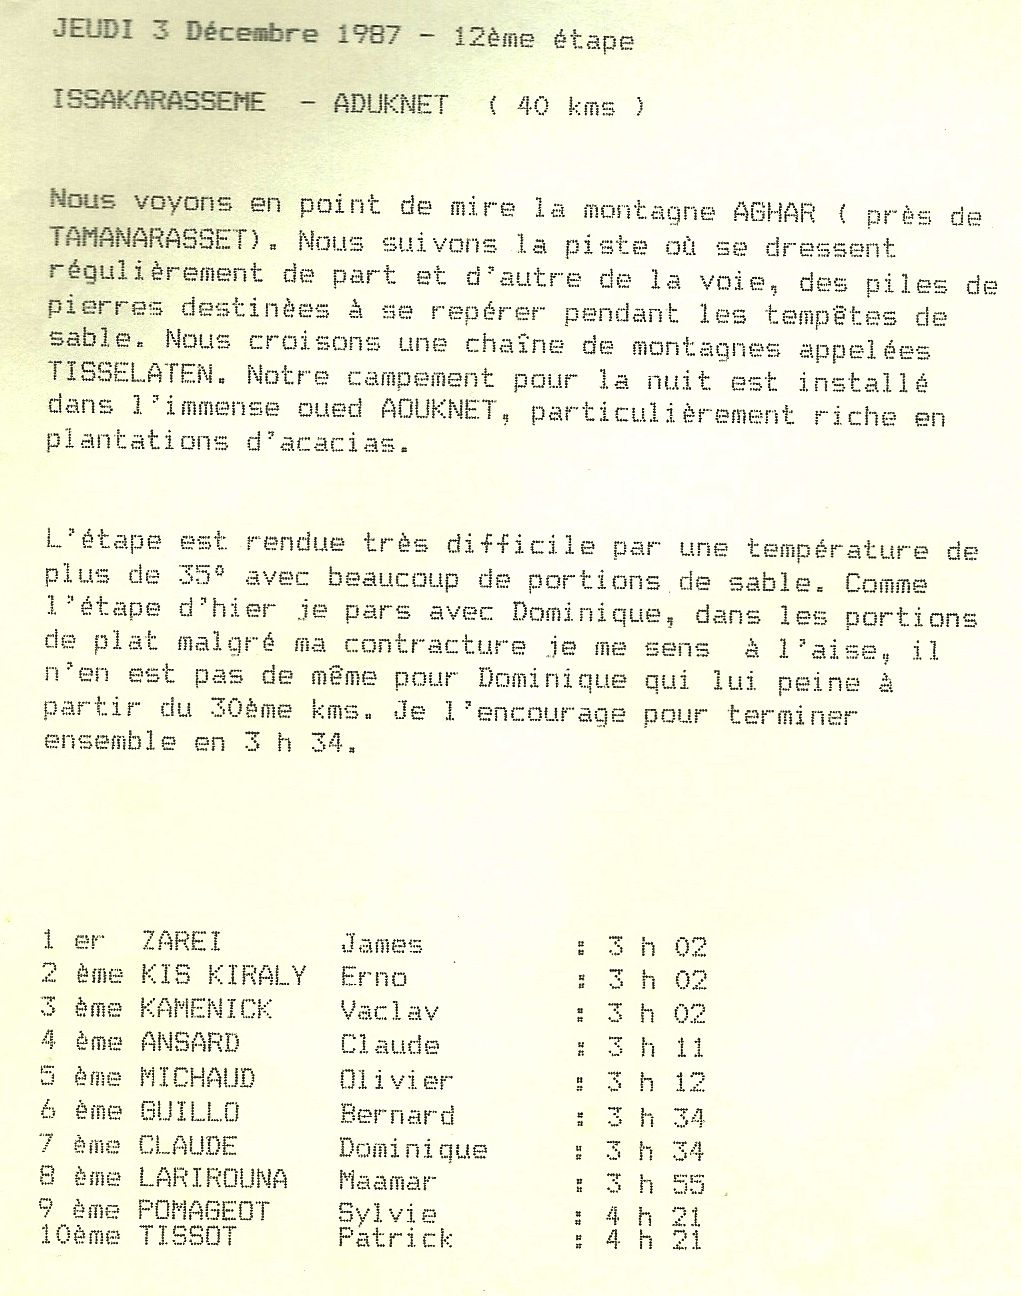 JEUDI 3 Décembre 1987 - 12ème étape
ISSAKARASSEME - ADUKNET ( 40 kms )
Nous voyons en point de mire la montagne AGHAR ( près de
TAMANARASSET). Nous suivons la piste où se dressent
régulièrement de part et d'autre de la voie, des piles de
pierres destinèes à se repérer pendant les tempêtes de
sable. Nous croisons une chaîne de montagnes appelées
TISSELATEN. Notre campement pour la nuit est installé
dans l'immense oued AOUKNET, particulièrement riche en
plantations d'acacias.
L'étape est rendue très difficile par une température de
plus de 35° avec beaucoup de portions de sable. Comme
l'étape d'hier je pars avec Dominique, dans les portions
de plat malgré ma contracture je me sens à l'aise, il
n'en est pas de même pour Dominique qui lui peine à
partir du 30ème kms. Je l'encourage pour terminer
ensemble en 3 h 34.
1 er ZAREI James : 3 h 02
2 ème KIS KIRALY Erno : 3 h 02
3 ème KAMENICK Vaclav : 3 h 02
4 ème ANSARD Claude : 3 h 11
5 ème MICHAUD Olivier : 3 h 12
6 ème GUILLO Bernard : 3 h 34
7 ème CLAUDE Dominique : 3 h 34
8 ème LARIROUNA Maamar : 3 h 55
9 ème POMAGEOT Sylvie : 4 h 21
10ème TISSOT Patrick : 4 h 21